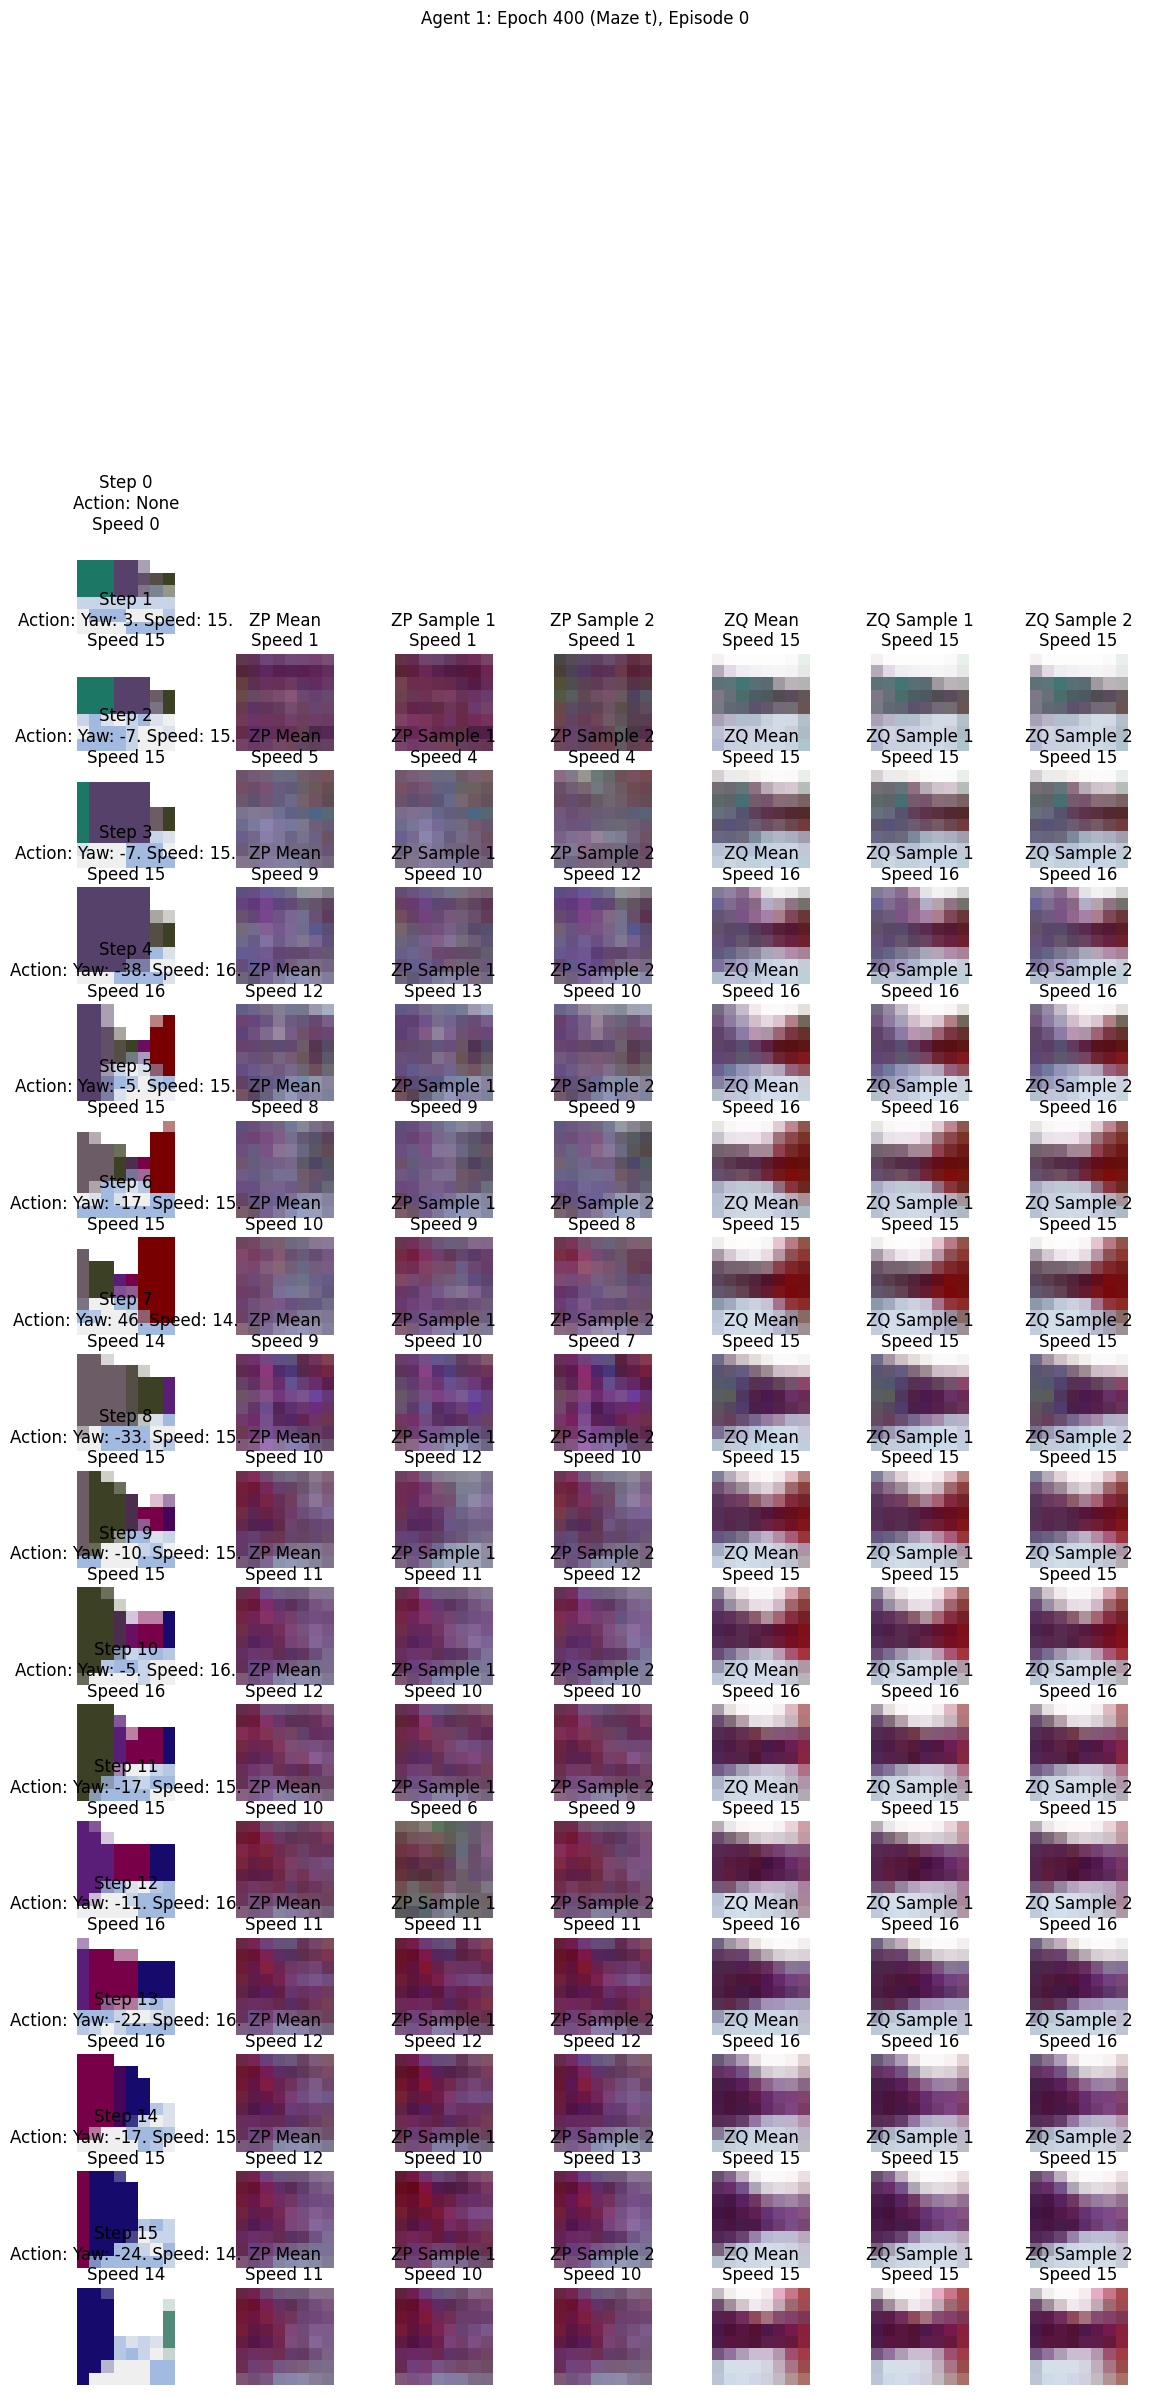 Agent 1: Epoch 400 (Maze t), Episode 0
Step 0
Action: None
Speed 0
Step 1
Action: Yaw: 3. Speed: 15.
Speed 15
ZP Mean
Speed 1
ZP Sample 1
Speed 1
ZP Sample 2
Speed 1
ZQ Mean
Speed 15
ZQ Sample 1
Speed 15
ZQ Sample 2
Speed 15
Step 2
Action: Yaw: -7. Speed: 15.
Speed 15
ZP Mean
Speed 5
ZP Sample 1
Speed 4
ZP Sample 2
Speed 4
ZQ Mean
Speed 15
ZQ Sample 1
Speed 15
ZQ Sample 2
Speed 15
Step 3
Action: Yaw: -7. Speed: 15.
Speed 15
ZP Mean
Speed 9
ZP Sample 1
Speed 10
ZP Sample 2
Speed 12
ZQ Mean
Speed 16
ZQ Sample 1
Speed 16
ZQ Sample 2
Speed 16
Step 4
Action: Yaw: -38. Speed: 16.
Speed 16
ZP Mean
Speed 12
ZP Sample 1
Speed 13
ZP Sample 2
Speed 10
ZQ Mean
Speed 16
ZQ Sample 1
Speed 16
ZQ Sample 2
Speed 16
Step 5
Action: Yaw: -5. Speed: 15.
Speed 15
ZP Mean
Speed 8
ZP Sample 1
Speed 9
ZP Sample 2
Speed 9
ZQ Mean
Speed 16
ZQ Sample 1
Speed 16
ZQ Sample 2
Speed 16
Step 6
Action: Yaw: -17. Speed: 15.
Speed 15
ZP Mean
Speed 10
ZP Sample 1
Speed 9
ZP Sample 2
Speed 8
ZQ Mean
Speed 15
ZQ Sample 1
Speed 15
ZQ Sample 2
Speed 15
Step 7
Action: Yaw: 46. Speed: 14.
Speed 14
ZP Mean
Speed 9
ZP Sample 1
Speed 10
ZP Sample 2
Speed 7
ZQ Mean
Speed 15
ZQ Sample 1
Speed 15
ZQ Sample 2
Speed 15
Step 8
Action: Yaw: -33. Speed: 15.
Speed 15
ZP Mean
Speed 10
ZP Sample 1
Speed 12
ZP Sample 2
Speed 10
ZQ Mean
Speed 15
ZQ Sample 1
Speed 15
ZQ Sample 2
Speed 15
Step 9
Action: Yaw: -10. Speed: 15.
Speed 15
ZP Mean
Speed 11
ZP Sample 1
Speed 11
ZP Sample 2
Speed 12
ZQ Mean
Speed 15
ZQ Sample 1
Speed 15
ZQ Sample 2
Speed 15
Step 10
Action: Yaw: -5. Speed: 16.
Speed 16
ZP Mean
Speed 12
ZP Sample 1
Speed 10
ZP Sample 2
Speed 10
ZQ Mean
Speed 16
ZQ Sample 1
Speed 16
ZQ Sample 2
Speed 16
Step 11
Action: Yaw: -17. Speed: 15.
Speed 15
ZP Mean
Speed 10
ZP Sample 1
Speed 6
ZP Sample 2
Speed 9
ZQ Mean
Speed 15
ZQ Sample 1
Speed 15
ZQ Sample 2
Speed 15
Step 12
Action: Yaw: -11. Speed: 16.
Speed 16
ZP Mean
Speed 11
ZP Sample 1
Speed 11
ZP Sample 2
Speed 11
ZQ Mean
Speed 16
ZQ Sample 1
Speed 16
ZQ Sample 2
Speed 16
Step 13
Action: Yaw: -22. Speed: 16.
Speed 16
ZP Mean
Speed 12
ZP Sample 1
Speed 12
ZP Sample 2
Speed 12
ZQ Mean
Speed 16
ZQ Sample 1
Speed 16
ZQ Sample 2
Speed 16
Step 14
Action: Yaw: -17. Speed: 15.
Speed 15
ZP Mean
Speed 12
ZP Sample 1
Speed 10
ZP Sample 2
Speed 13
ZQ Mean
Speed 15
ZQ Sample 1
Speed 15
ZQ Sample 2
Speed 15
Step 15
Action: Yaw: -24. Speed: 14.
Speed 14
ZP Mean
Speed 11
ZP Sample 1
Speed 10
ZP Sample 2
Speed 10
ZQ Mean
Speed 15
ZQ Sample 1
Speed 15
ZQ Sample 2
Speed 15